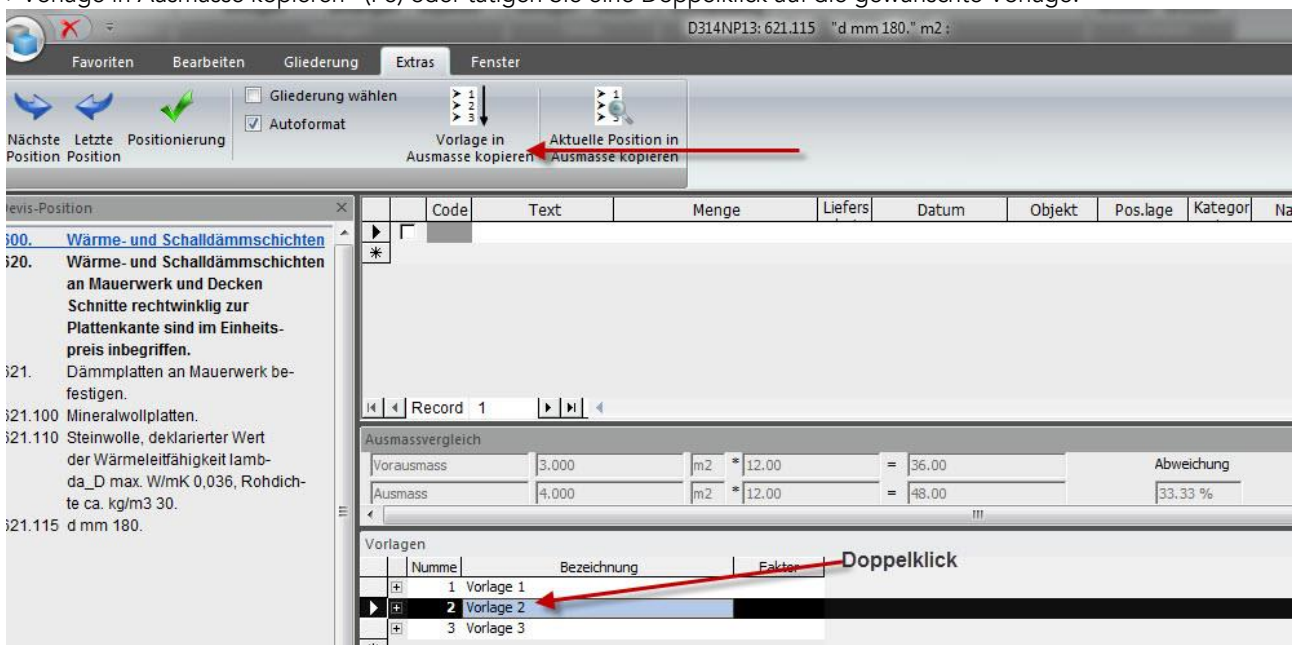 Vorlage in Ausmasse kopieren" (F8) oder tätigen Sie eine Doppelklick auf die gewünschte Vorlage.
D314NP13: 621.115 "d mm 180." m2 :
Favoriten Bearbeiten Gliederung Extras Fenster
Gliederung wählen
Autoformat
Nächste Position
Letzte Position
Positionierung
Vorlage in Ausmasse kopieren
Aktuelle Position in Ausmasse kopieren
evis-Position
Code Text Menge Liefers Datum Objekt Pos.lage Kategor Na
600. Wärme- und Schalldämmschichten
620. Wärme- und Schalldämmschichten
an Mauerwerk und Decken
Schnitte rechtwinklig zur
Plattenkante sind im Einheits-
preis inbegriffen.
621. Dämmplatten an Mauerwerk be-
festigen.
621.100 Mineralwollplatten.
621.110 Steinwolle, deklarierter Wert
der Wärmeleitfähigkeit lamb-
da_D max. W/mK 0,036, Rohdich-
te ca. kg/m3 30.
621.115 d mm 180.
Record 1
Ausmassvergleich
Vorausmass 3.000 m2 * 12.00 = 36.00 Abweichung
Ausmass 4.000 m2 * 12.00 = 48.00 33.33 %
Vorlagen
Numme Bezeichnung Faktor
Doppelklick
1 Vorlage 1
2 Vorlage 2
3 Vorlage 3